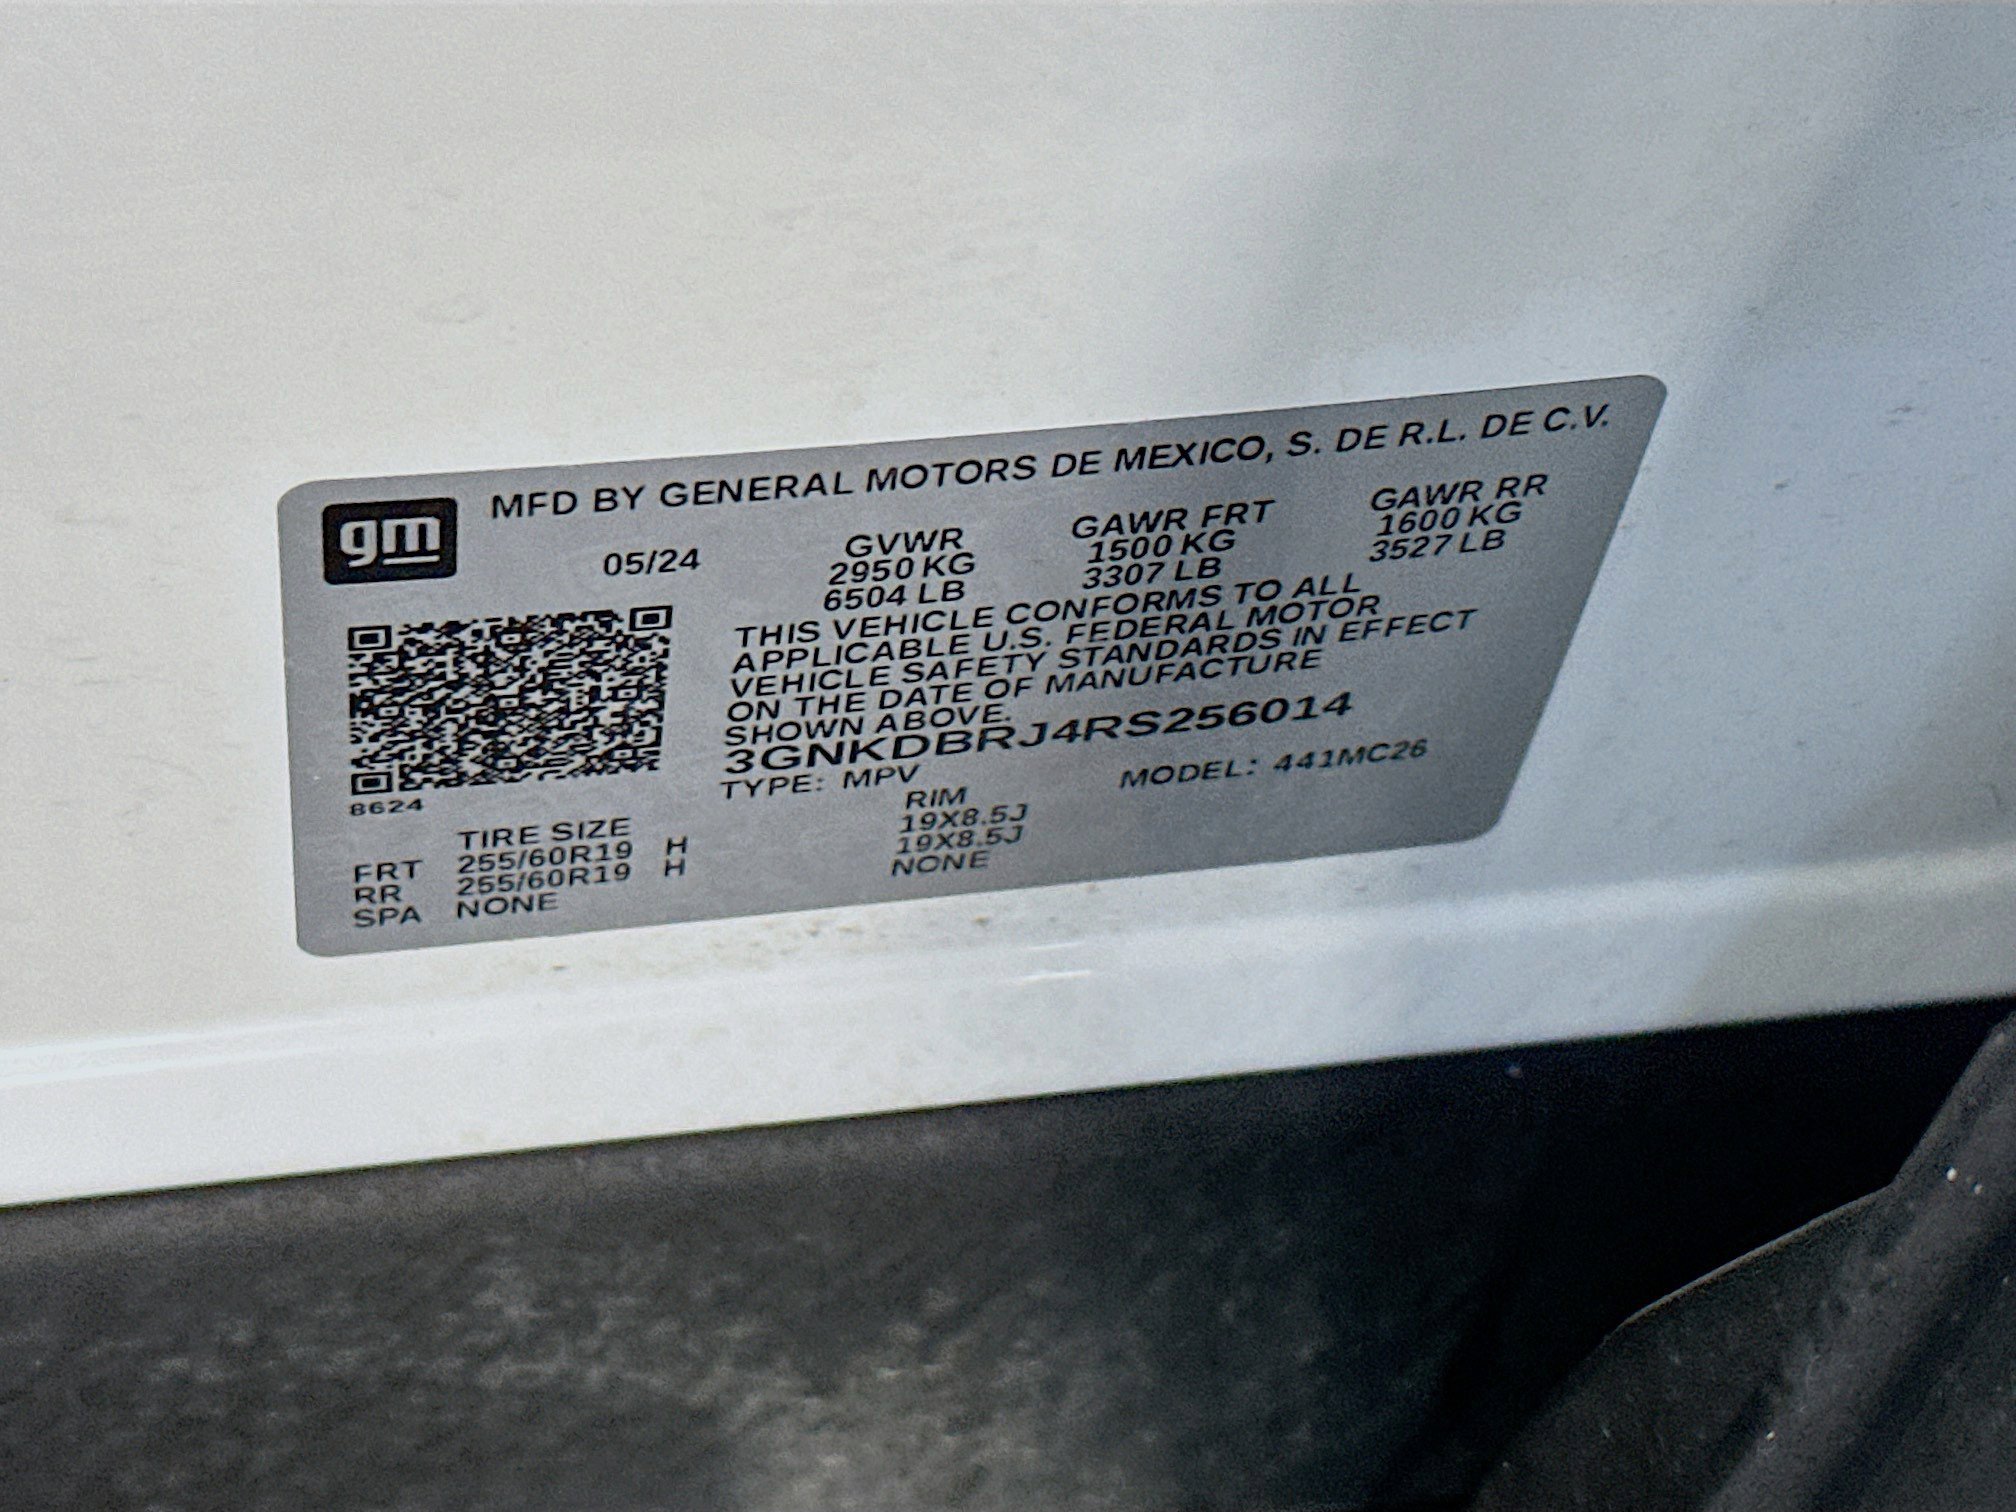 gm
MFD BY GENERAL MOTORS DE MEXICO, S. DE R.L. DE C.V.
05/24
GVWR
2950 KG
6504 LB
GAWR FRT
1500 KG
3307 LB
GAWR RR
1600 KG
3527 LB
THIS VEHICLE CONFORMS TO ALL
APPLICABLE U.S. FEDERAL MOTOR
VEHICLE SAFETY STANDARDS IN EFFECT
ON THE DATE OF MANUFACTURE
SHOWN ABOVE.
3GNKDBRJ4RS256014
TYPE: MPV MODEL: 441MC26
8624
TIRE SIZE RIM
FRT 255/60R19 H 19X8.5J
RR 255/60R19 H 19X8.5J
SPA NONE NONE